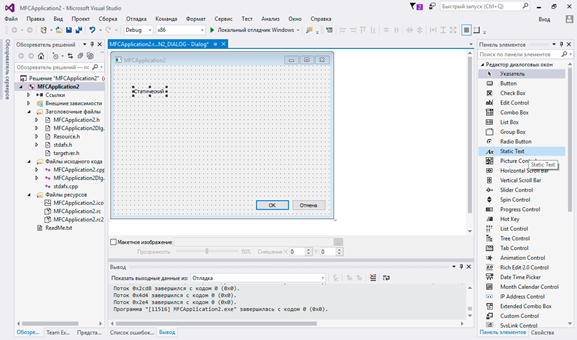 MFCApplication2 - Microsoft Visual Studio
Быстрый запуск (Ctrl+Q)
Файл Правка Вид Проект Сборка Отладка Команда Формат Сервис Тест Анализ Окно Справка
Вход
Debug x86 Локальный отладчик Windows
Обозреватель серверов
Обозреватель решений
Обозреватель решений — пои
Решение "MFCApplication2"
MFCApplication2
Ссылки
Внешние зависимости
Заголовочные файлы
MFCApplication2.h
MFCApplication2Dlg.
Resource.h
stdafx.h
targetver.h
Файлы исходного кода
MFCApplication2.cpp
MFCApplication2Dlg.
stdafx.cpp
Файлы ресурсов
MFCApplication2.ico
MFCApplication2.rc
MFCApplication2.rc2
ReadMe.txt
Обозре... Team Ex... Предста...
MFCApplication2.r...N2_DIALOG - Dialog*
MFCApplication2
Статический
OK
Отмена
Макетное изображение:
...
Прозрачность: 50% Смещение X: 0 Y: 0
Вывод
Показать выходные данные из: Отладка
Поток 0x2cd8 завершился с кодом 0 (0x0).
Поток 0x4d4 завершился с кодом 0 (0x0).
Поток 0x2e4 завершился с кодом 0 (0x0).
Программа "[11516] MFCApplication2.exe" завершилась с кодом 0 (0x0).
Список ошибок... Вывод
Панель элементов
Поиск по панели элементов
Редактор диалоговых окон
Указатель
Button
Check Box
Edit Control
Combo Box
List Box
Group Box
Radio Button
Static Text
Picture Control
Static Text
Horizontal Scroll Bar
Vertical Scroll Bar
Slider Control
Spin Control
Progress Control
Hot Key
List Control
Tree Control
Tab Control
Animation Control
Rich Edit 2.0 Control
Date Time Picker
Month Calendar Control
IP Address Control
Extended Combo Box
Custom Control
SysLink Control
Панель элементов Свойства